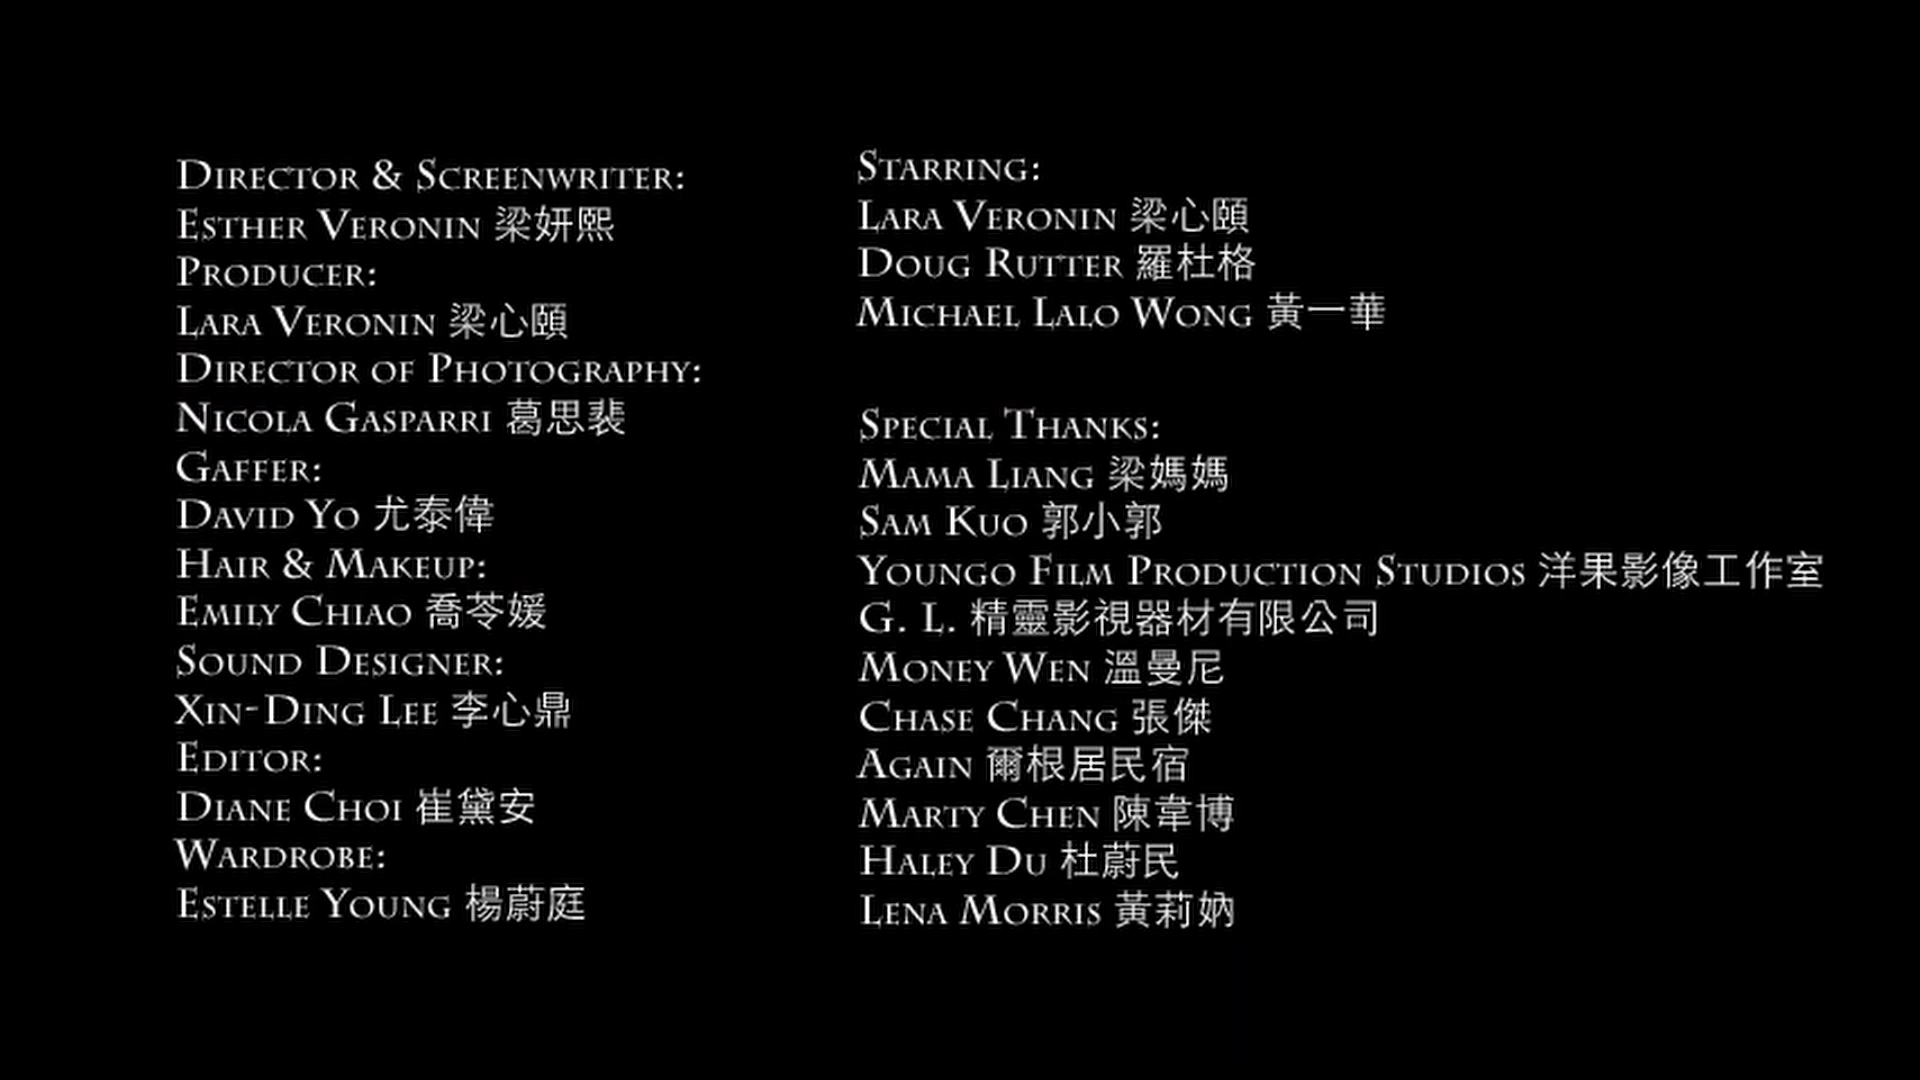 Director & Screenwriter:
Esther Veronin 梁妍熙
Producer:
Lara Veronin 梁心頤
Director of Photography:
Nicola Gasparri 葛思裴
Gaffer:
David Yo 尤泰偉
Hair & Makeup:
Emily Chiao 喬苓媛
Sound Designer:
Xin-Ding Lee 李心鼎
Editor:
Diane Choi 崔黛安
Wardrobe:
Estelle Young 楊蔚庭
Starring:
Lara Veronin 梁心頤
Doug Rutter 羅杜格
Michael Lalo Wong 黃一華
Special Thanks:
Mama Liang 梁媽媽
Sam Kuo 郭小郭
Youngo Film Production Studios 洋果影像工作室
G. L. 精靈影視器材有限公司
Money Wen 溫曼尼
Chase Chang 張傑
Again 爾根居民宿
Marty Chen 陳韋博
Haley Du 杜蔚民
Lena Morris 黃莉妠